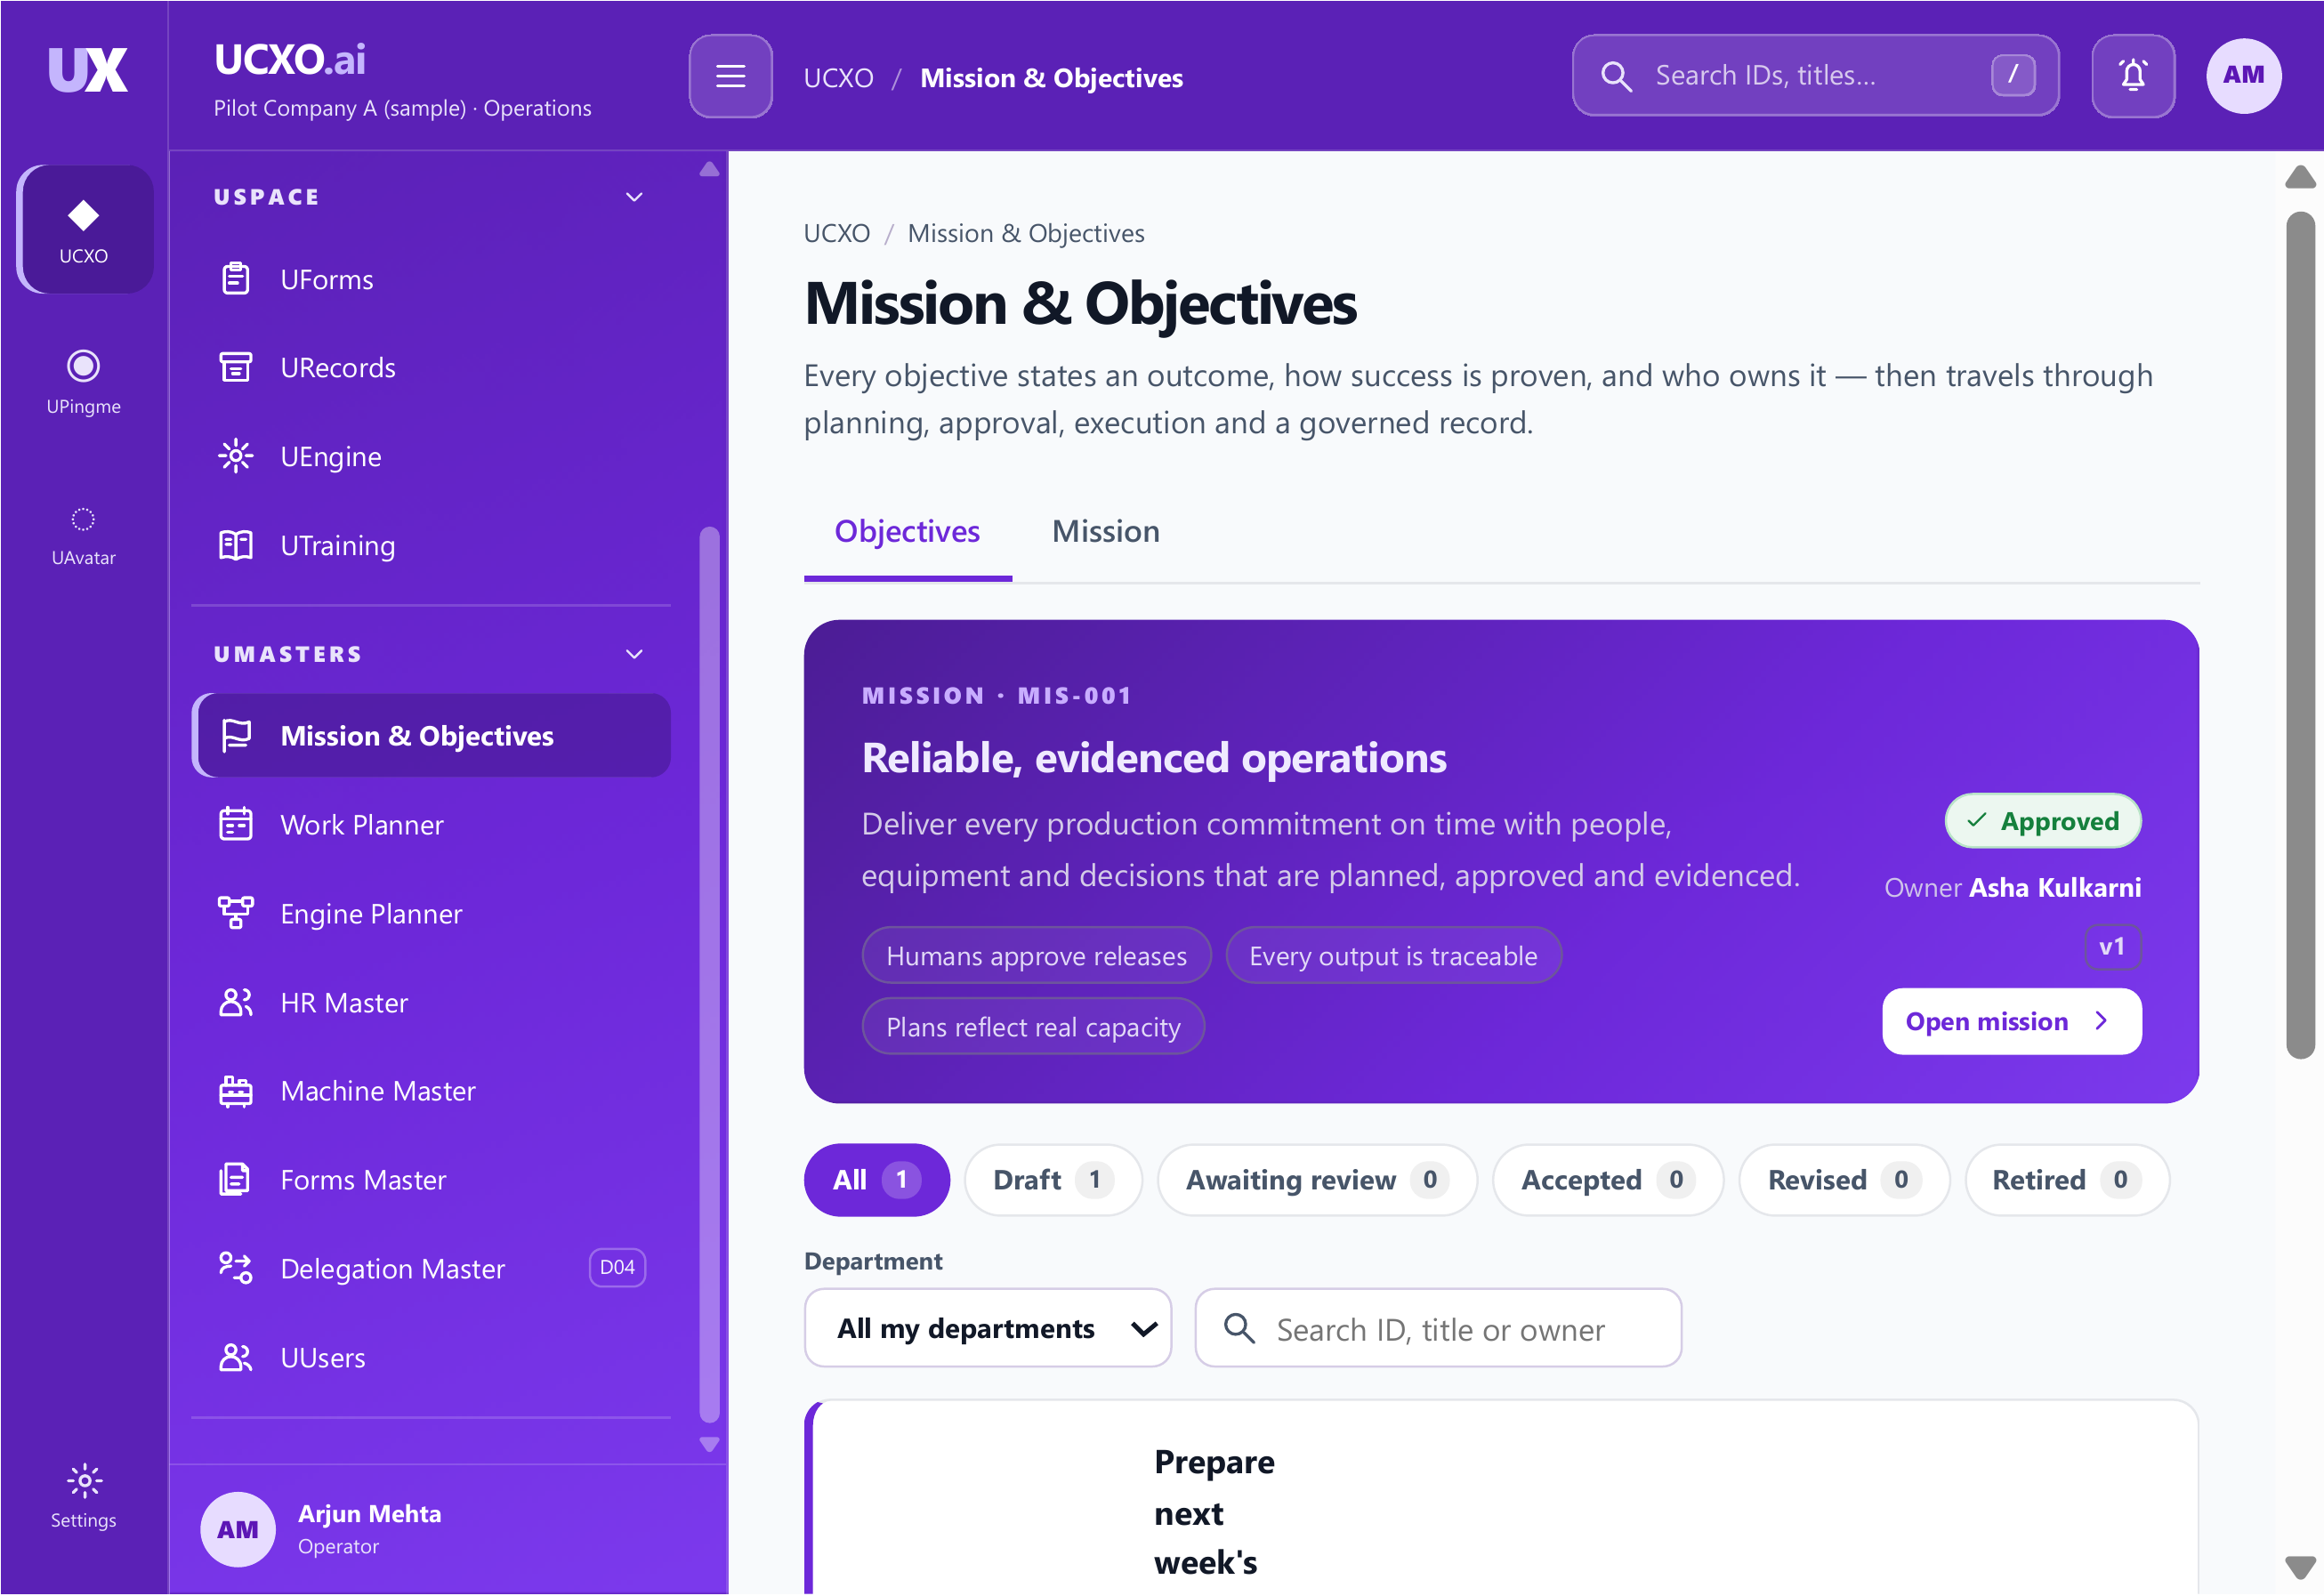 UX
UCXO.ai
Pilot Company A (sample) · Operations
UCXO / Mission & Objectives
Search IDs, titles...
/
AM
UCXO
UPingme
UAvatar
Settings
USPACE
UForms
URecords
UEngine
UTraining
UMASTERS
Mission & Objectives
Work Planner
Engine Planner
HR Master
Machine Master
Forms Master
Delegation Master D04
UUsers
AM
Arjun Mehta
Operator
UCXO / Mission & Objectives
Mission & Objectives
Every objective states an outcome, how success is proven, and who owns it — then travels through
planning, approval, execution and a governed record.
Objectives Mission
MISSION · MIS-001
Reliable, evidenced operations
Deliver every production commitment on time with people,
equipment and decisions that are planned, approved and evidenced.
Humans approve releases Every output is traceable
Plans reflect real capacity
Approved
Owner Asha Kulkarni
v1
Open mission
All 1 Draft 1 Awaiting review 0 Accepted 0 Revised 0 Retired 0
Department
All my departments Search ID, title or owner
Prepare
next
week's